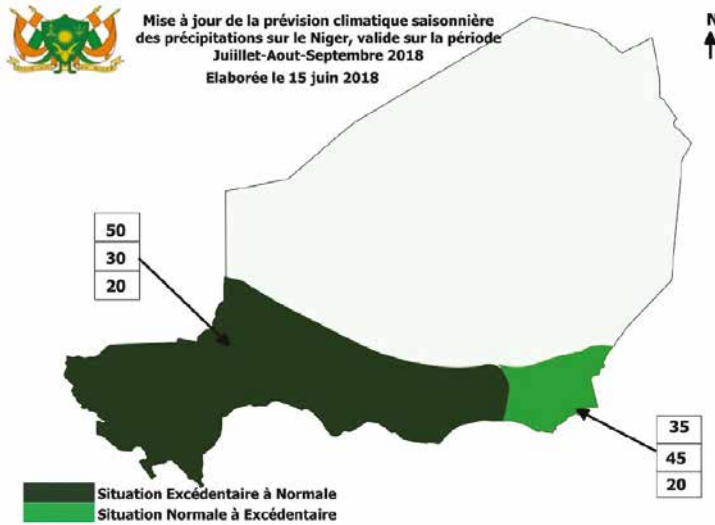 Mise à jour de la prévision climatique saisonnière
des précipitations sur le Niger, valide sur la période
Juiillet-Aout-Septembre 2018
Elaborée le 15 juin 2018
N
50
30
20
35
45
20
Situation Excédentaire à Normale
Situation Normale à Excédentaire